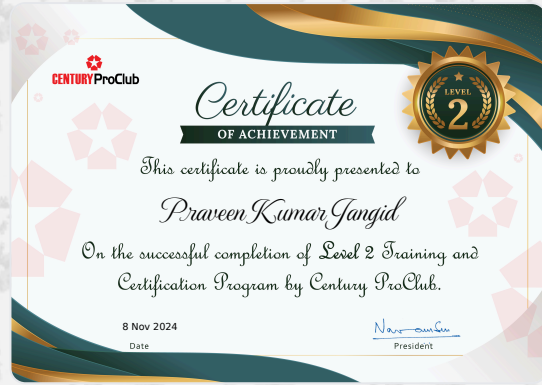 CENTURY ProClub
Certificate
OF ACHIEVEMENT
LEVEL
2
This certificate is proudly presented to
Praveen Kumar Jangid
On the successful completion of Level 2 Training and
Certification Program by Century ProClub.
8 Nov 2024
Date
President